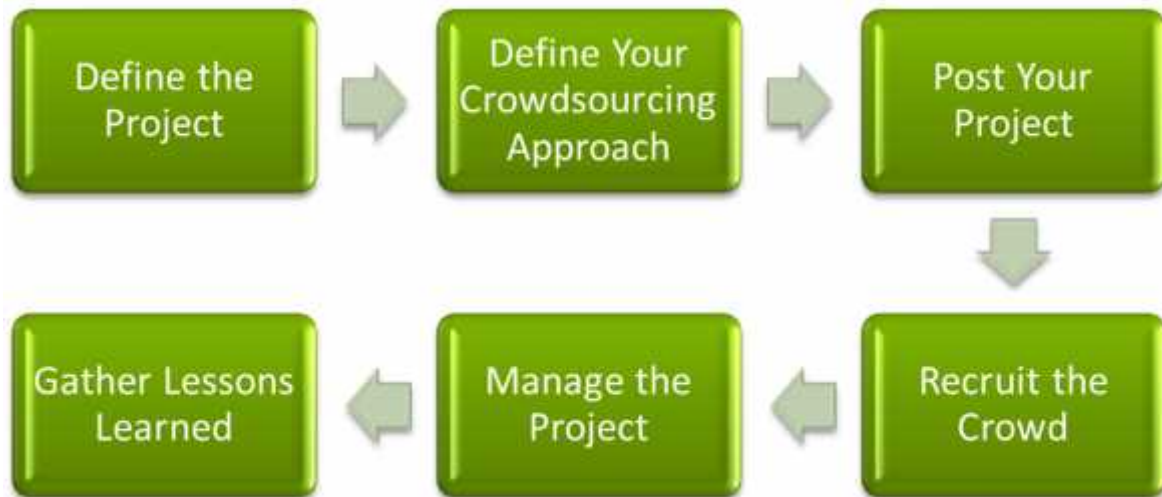 Define the
Project
Define Your
Crowdsourcing
Approach
Post Your
Project
Recruit the
Crowd
Manage the
Project
Gather Lessons
Learned